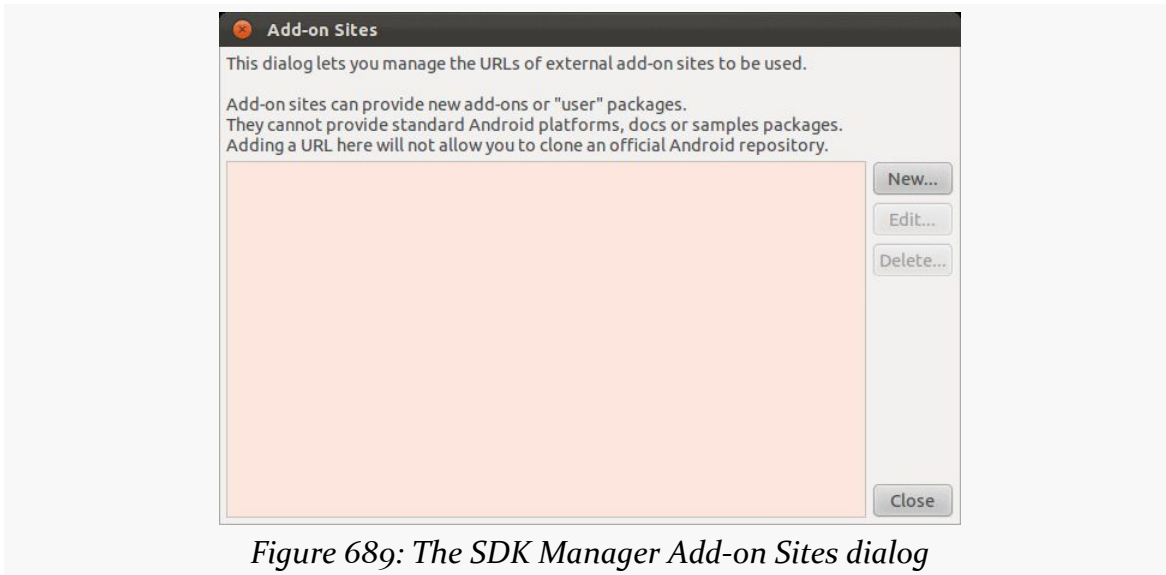 Add-on Sites
This dialog lets you manage the URLs of external add-on sites to be used.
Add-on sites can provide new add-ons or "user" packages.
They cannot provide standard Android platforms, docs or samples packages.
Adding a URL here will not allow you to clone an official Android repository.
New...
Edit...
Delete...
Close
Figure 689: The SDK Manager Add-on Sites dialog